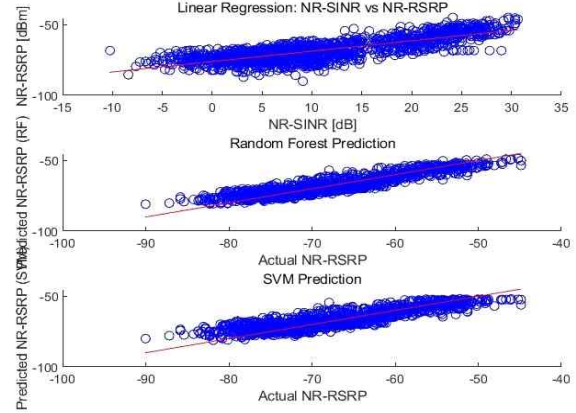 Linear Regression: NR-SINR vs NR-RSRP
NR-RSRP [dBm]
-50
-100
-15 -10 -5 0 5 10 15 20 25 30 35
NR-SINR [dB]
Random Forest Prediction
Predicted NR-RSRP (RF)
-50
-100
-100 -90 -80 -70 -60 -50 -40
Actual NR-RSRP
SVM Prediction
Predicted NR-RSRP (SVM)
-50
-100
-100 -90 -80 -70 -60 -50 -40
Actual NR-RSRP